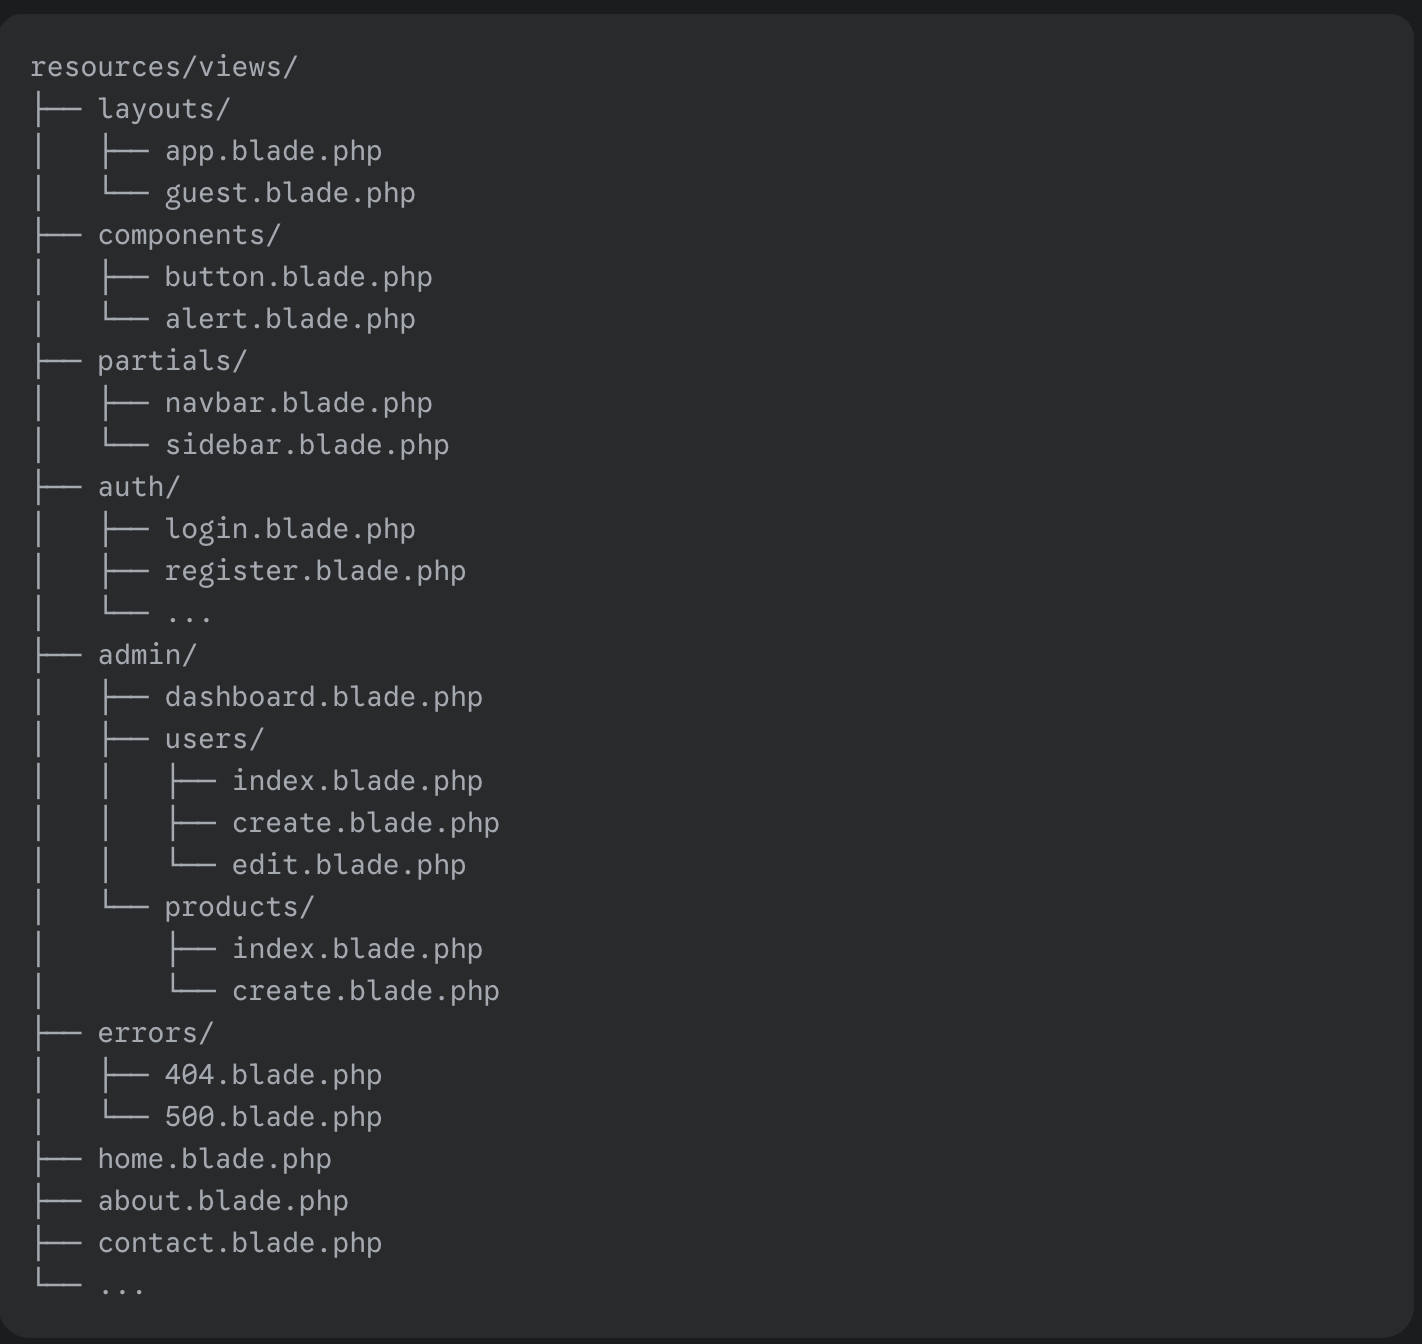 resources/views/
├── layouts/
│   ├── app.blade.php
│   └── guest.blade.php
├── components/
│   ├── button.blade.php
│   └── alert.blade.php
├── partials/
│   ├── navbar.blade.php
│   └── sidebar.blade.php
├── auth/
│   ├── login.blade.php
│   ├── register.blade.php
│   └── ...
├── admin/
│   ├── dashboard.blade.php
│   ├── users/
│   │   ├── index.blade.php
│   │   ├── create.blade.php
│   │   └── edit.blade.php
│   └── products/
│       ├── index.blade.php
│       └── create.blade.php
├── errors/
│   ├── 404.blade.php
│   └── 500.blade.php
├── home.blade.php
├── about.blade.php
├── contact.blade.php
└── ...